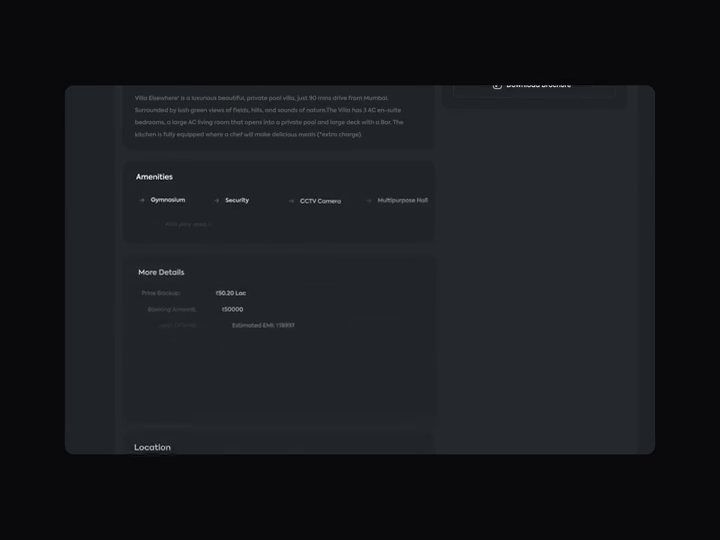 Download Brochure
Villa Elsewhere' is a luxurious beautiful, private pool villa, just 90 mins drive from Mumbai.
Surrounded by lush green views of fields, hills, and sounds of nature.The Villa has 3 AC en-suite
bedrooms, a large AC living room that opens into a private pool and large deck with a Bar. The
kitchen is fully equipped where a chef will make delicious meals (*extra charge).
Amenities
Gymnasium Security CCTV Camera Multipurpose Hall
More Details
Price Backup: ₹50.20 Lac
Booking Amount: ₹50000
Estimated EMI:
Location